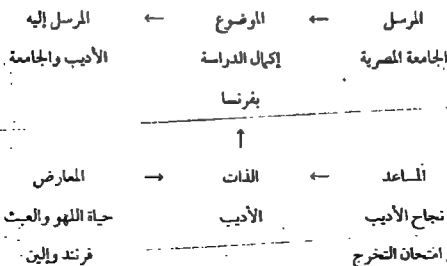 المرسل ← الموضوع ← المرسل إليه
الجامعة المصرية إكمال الدراسة الأديب والجامعة
بفرنسا
↑
المساعد ← الذات → المعارض
نجاح الأديب الأديب حياة اللهو والعبث
امتحان التخرج فرنند وإلين